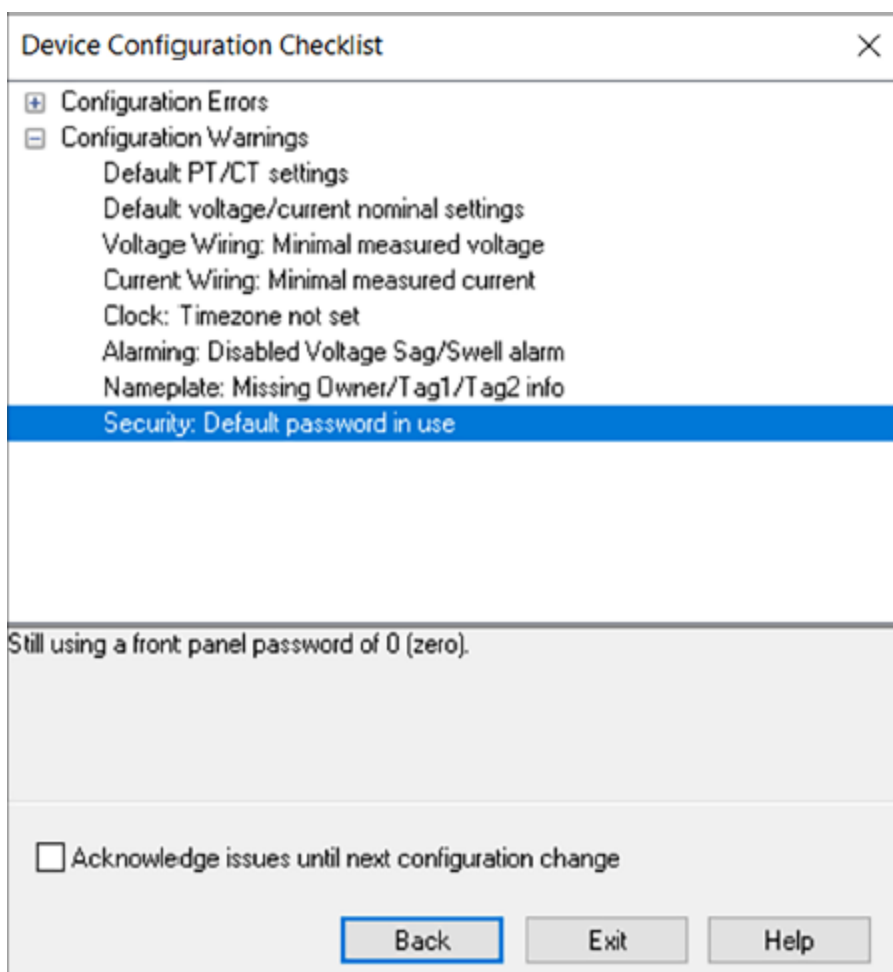 Device Configuration Checklist
Configuration Errors
Configuration Warnings
Default PT/CT settings
Default voltage/current nominal settings
Voltage Wiring: Minimal measured voltage
Current Wiring: Minimal measured current
Clock: Timezone not set
Alarming: Disabled Voltage Sag/Swell alarm
Nameplate: Missing Owner/Tag1/Tag2 info
Security: Default password in use
Still using a front panel password of 0 (zero).
Acknowledge issues until next configuration change
Back Exit Help